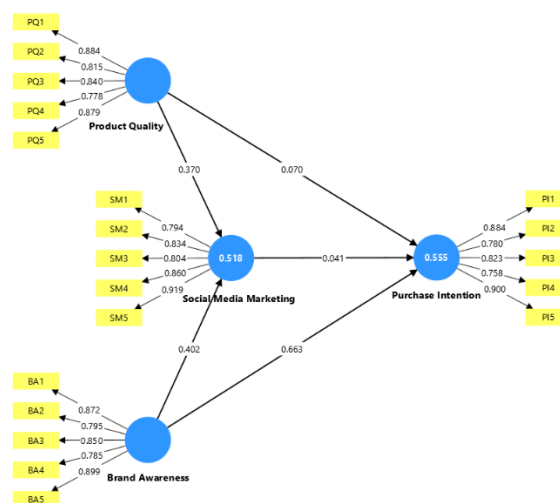 PQ1
0.884
PQ2
0.815
PQ3
0.840
PQ4
0.778
PQ5
0.879
Product Quality
0.370
0.070
SM1
0.794
SM2
0.834
SM3
0.804
SM4
0.860
SM5
0.919
0.518
Social Media Marketing
0.041
PI1
0.884
PI2
0.780
PI3
0.823
PI4
0.758
PI5
0.900
0.555
Purchase Intention
0.402
0.663
BA1
0.872
BA2
0.795
BA3
0.850
BA4
0.785
BA5
0.899
Brand Awareness